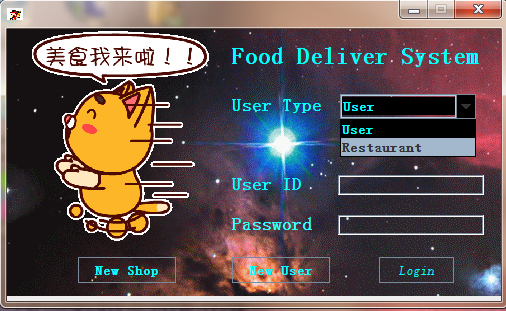 美食我来啦！！
Food Deliver System
User Type
User
User
Restaurant
User ID
Password
New Shop
New User
Login